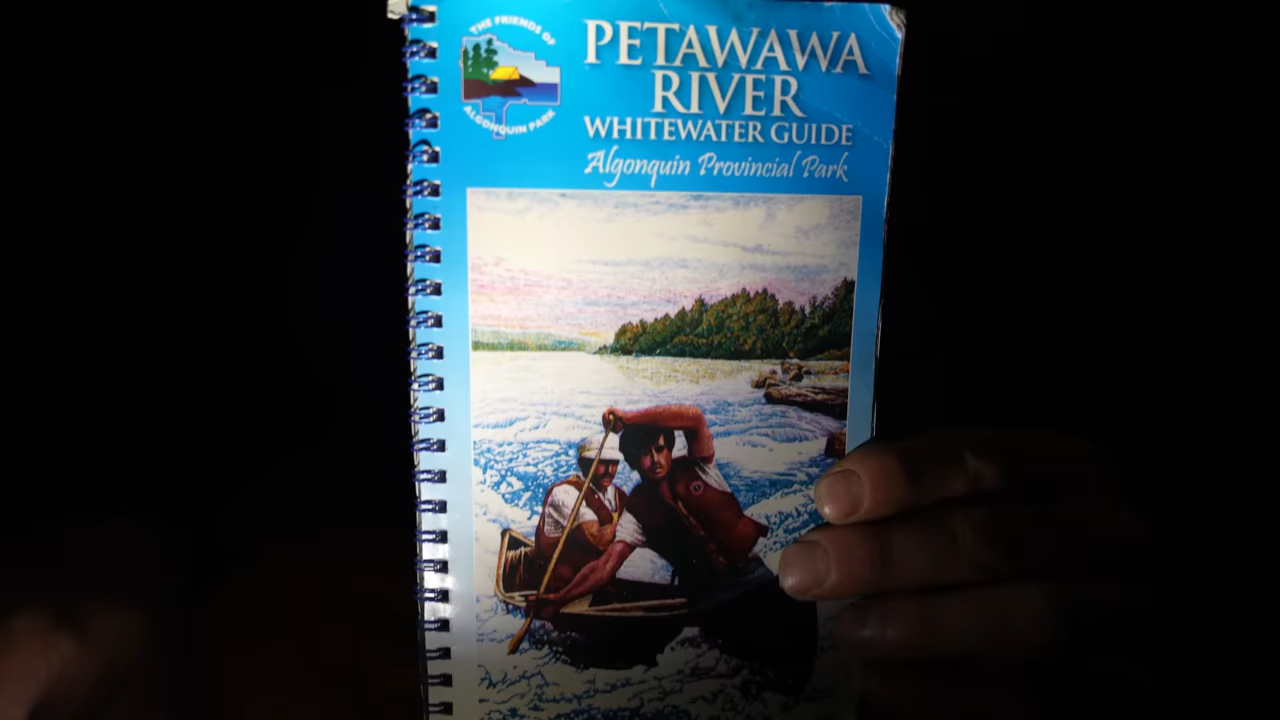 THE FRIENDS OF
ALGONQUIN PARK
PETAWAWA
RIVER
WHITEWATER GUIDE
Algonquin Provincial Park